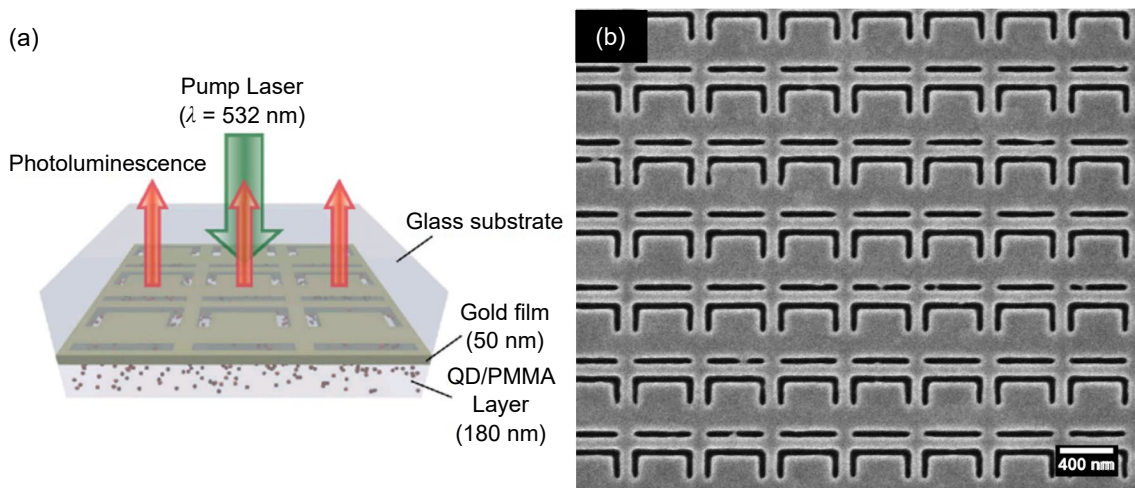 (a)
Pump Laser
(λ = 532 nm)
Photoluminescence
Glass substrate
Gold film
(50 nm)
QD/PMMA
Layer
(180 nm)
(b)
400 nm